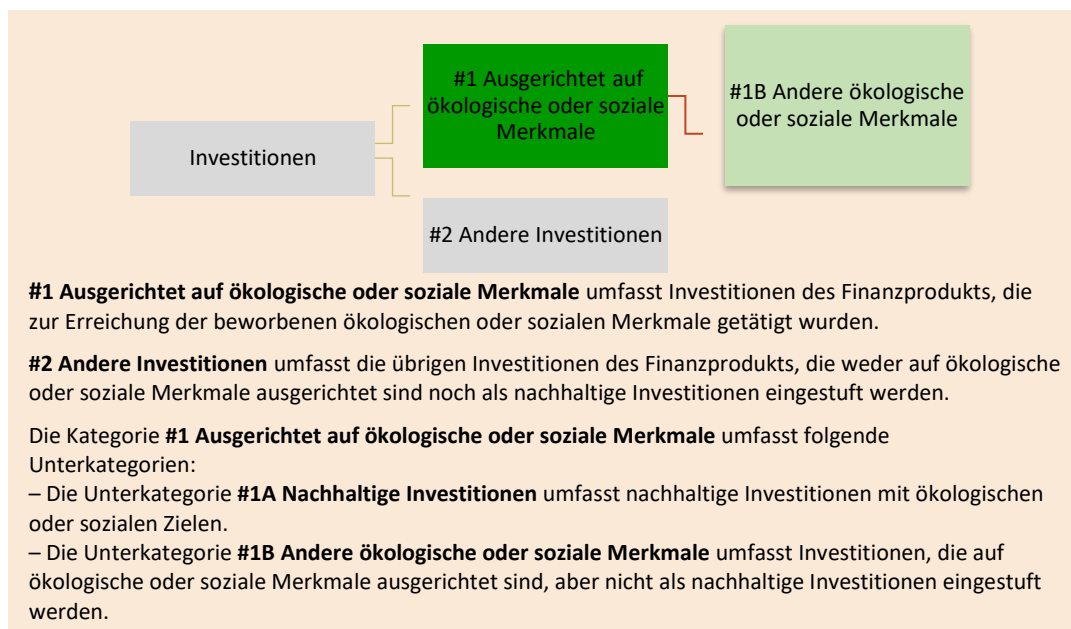 #1 Ausgerichtet auf
ökologische oder soziale
Merkmale
#1B Andere ökologische
oder soziale Merkmale
Investitionen
#2 Andere Investitionen
#1 Ausgerichtet auf ökologische oder soziale Merkmale umfasst Investitionen des Finanzprodukts, die
zur Erreichung der beworbenen ökologischen oder sozialen Merkmale getätigt wurden.
#2 Andere Investitionen umfasst die übrigen Investitionen des Finanzprodukts, die weder auf ökologische
oder soziale Merkmale ausgerichtet sind noch als nachhaltige Investitionen eingestuft werden.
Die Kategorie #1 Ausgerichtet auf ökologische oder soziale Merkmale umfasst folgende
Unterkategorien:
– Die Unterkategorie #1A Nachhaltige Investitionen umfasst nachhaltige Investitionen mit ökologischen
oder sozialen Zielen.
– Die Unterkategorie #1B Andere ökologische oder soziale Merkmale umfasst Investitionen, die auf
ökologische oder soziale Merkmale ausgerichtet sind, aber nicht als nachhaltige Investitionen eingestuft
werden.